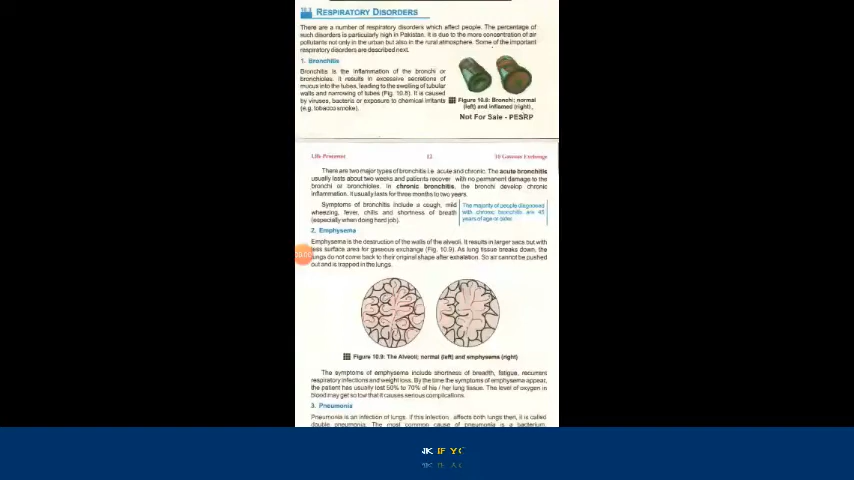 10.3 RESPIRATORY DISORDERS
There are a number of respiratory disorders which affect people. The percentage of
such disorders is particularly high in Pakistan. It is due to the more concentration of air
pollutants not only in the urban but also in the rural atmosphere. Some of the important
respiratory disorders are described next.
1. Bronchitis
Bronchitis is the inflammation of the bronchi or
bronchioles. It results in excessive secretions of
mucus into the tubes, leading to the swelling of tubular
walls and narrowing of tubes (Fig. 10.8). It is caused
by viruses, bacteria or exposure to chemical irritants
(e.g. tobacco smoke).
Figure 10.8: Bronchi; normal
(left) and inflamed (right).
Not For Sale - PESRP
Life Processes 12 10 Gaseous Exchange
There are two major types of bronchitis i.e. acute and chronic. The acute bronchitis
usually lasts about two weeks and patients recover with no permanent damage to the
bronchi or bronchioles. In chronic bronchitis, the bronchi develop chronic
inflammation. It usually lasts for three months to two years.
Symptoms of bronchitis include a cough, mild
wheezing, fever, chills and shortness of breath
(especially when doing hard job).
The majority of people diagnosed
with chronic bronchitis are 45
years of age or older.
2. Emphysema
Emphysema is the destruction of the walls of the alveoli. It results in larger sacs but with
less surface area for gaseous exchange (Fig. 10.9). As lung tissue breaks down, the
lungs do not come back to their original shape after exhalation. So air cannot be pushed
out and is trapped in the lungs.
00:00
Figure 10.9: The Alveoli; normal (left) and emphysema (right)
The symptoms of emphysema include shortness of breadth, fatigue, recurrent
respiratory infections and weight loss. By the time the symptoms of emphysema appear,
the patient has usually lost 50% to 70% of his / her lung tissue. The level of oxygen in
blood may get so low that it causes serious complications.
3. Pneumonia
Pneumonia is an infection of lungs. If this infection affects both lungs then, it is called
double pneumonia. The most common cause of pneumonia is a bacterium,
IF